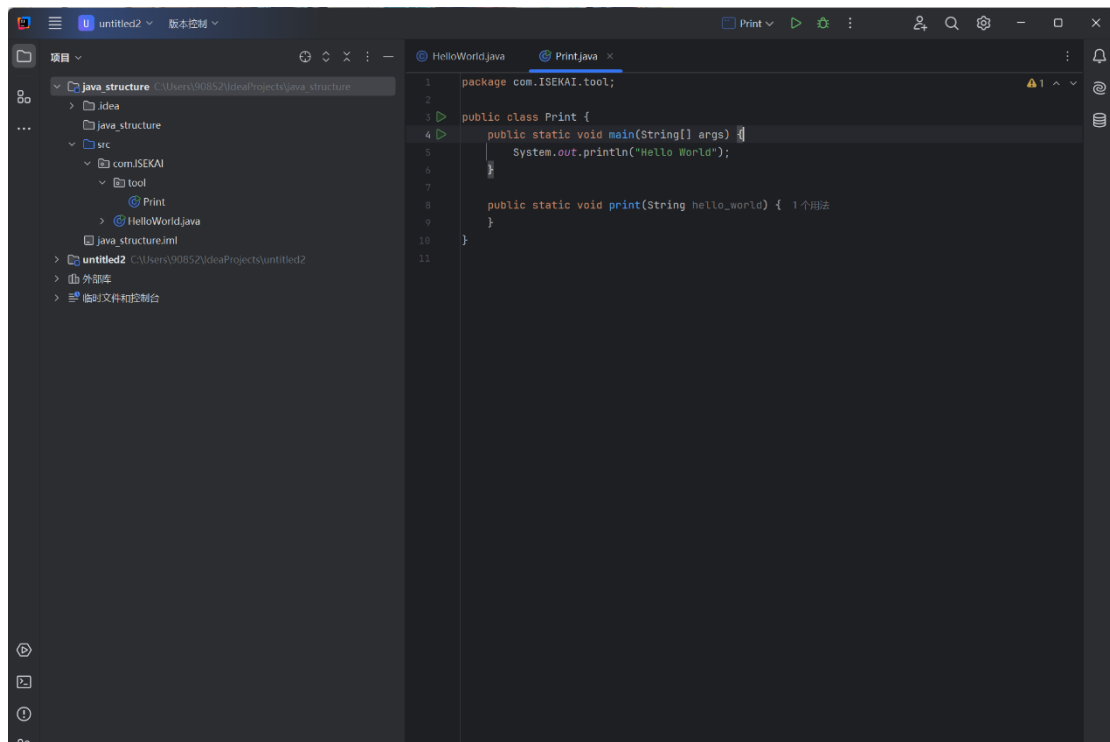 U untitled2 版本控制 Print
项目 HelloWorld.java Print.java
java_structure C:\Users\90852\IdeaProjects\java_structure
.idea
java_structure
src
com.ISEKAI
tool
Print
HelloWorld.java
java_structure.iml
untitled2 C:\Users\90852\IdeaProjects\untitled2
外部库
临时文件和控制台
1 package com.ISEKAI.tool; 1
2
3 public class Print {
4 public static void main(String[] args) {
5 System.out.println("Hello World");
6 }
7
8 public static void print(String hello_world) { 1 个用法
9 }
10 }
11